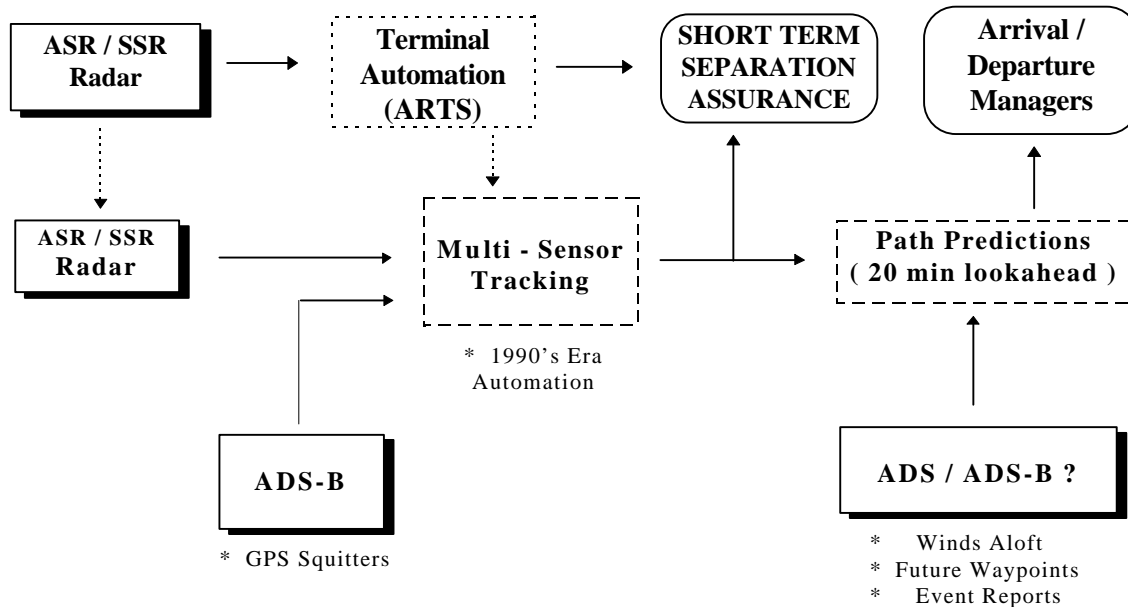 ASR / SSR
Radar
Terminal
Automation
(ARTS)
SHORT TERM
SEPARATION
ASSURANCE
Arrival /
Departure
Managers
ASR / SSR
Radar
Multi - Sensor
Tracking
Path Predictions
( 20 min lookahead )
* 1990's Era
Automation
ADS-B
* GPS Squitters
ADS / ADS-B ?
* Winds Aloft
* Future Waypoints
* Event Reports